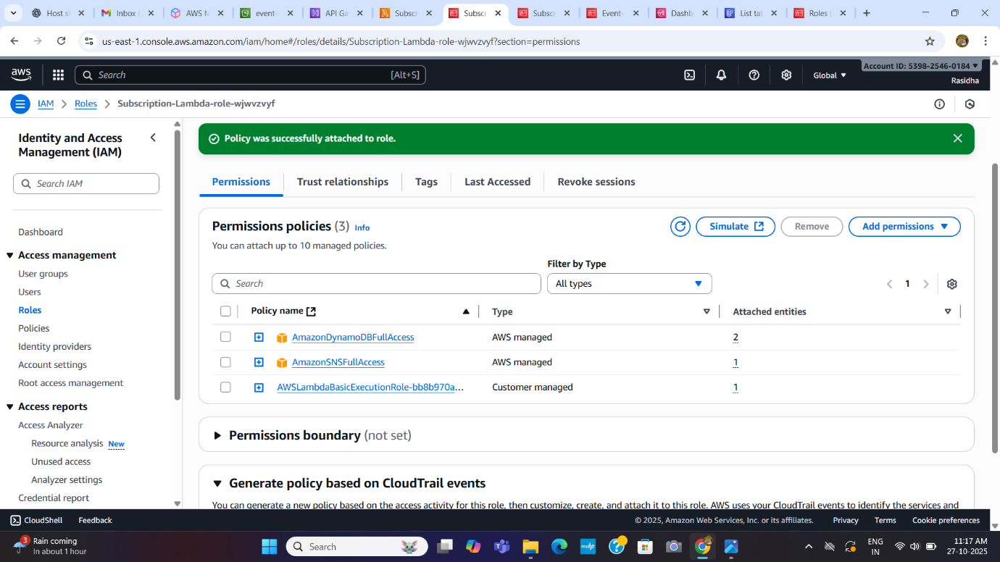 Host st
Inbox (
AWS M
event-
API Ga
Subscr
Subscr
Subscr
Event-
Dashb
List tab
Roles |
us-east-1.console.aws.amazon.com/iam/home#/roles/details/Subscription-Lambda-role-wjwvzvyf?section=permissions
aws
Search [Alt+S]
Global
Account ID: 5398-2546-0184
Rasidha
IAM > Roles > Subscription-Lambda-role-wjwvzvyf
Identity and Access
Management (IAM)
Search IAM
Dashboard
Access management
User groups
Users
Roles
Policies
Identity providers
Account settings
Root access management
Access reports
Access Analyzer
Resource analysis New
Unused access
Analyzer settings
Credential report
Policy was successfully attached to role.
Permissions
Trust relationships
Tags
Last Accessed
Revoke sessions
Permissions policies (3) Info
You can attach up to 10 managed policies.
Simulate
Remove
Add permissions
Filter by Type
Search
All types
1
Policy name Type Attached entities
AmazonDynamoDBFullAccess AWS managed 2
AmazonSNSFullAccess AWS managed 1
AWSLambdaBasicExecutionRole-bb8b970a... Customer managed 1
Permissions boundary (not set)
Generate policy based on CloudTrail events
You can generate a new policy based on the access activity for this role, then customize, create, and attach it to this role. AWS uses your CloudTrail events to identify the services and
CloudShell Feedback
© 2025, Amazon Web Services, Inc. or its affiliates. Privacy Terms Cookie preferences
3
Rain coming
In about 1 hour
Search
myhp
ENG
IN
11:17 AM
27-10-2025